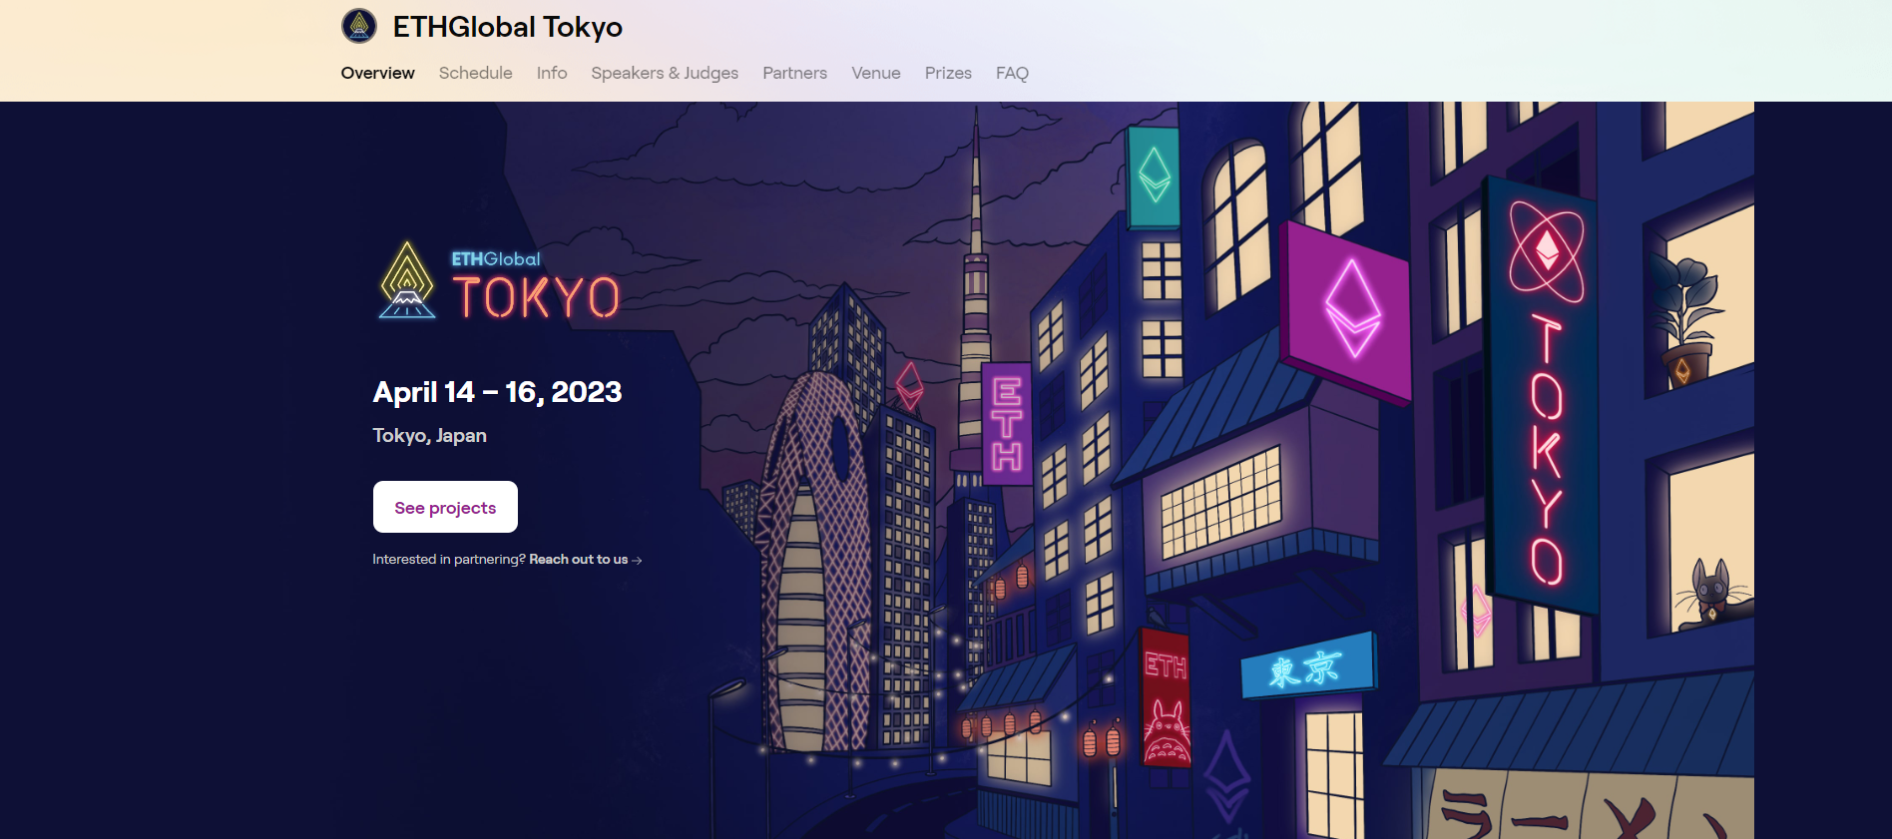 ETHGlobal Tokyo
Overview Schedule Info Speakers & Judges Partners Venue Prizes FAQ
ETHGlobal
TOKYO
April 14 – 16, 2023
Tokyo, Japan
See projects
Interested in partnering? Reach out to us →
ETH
TOKYO
ETH
東京
ラーメン